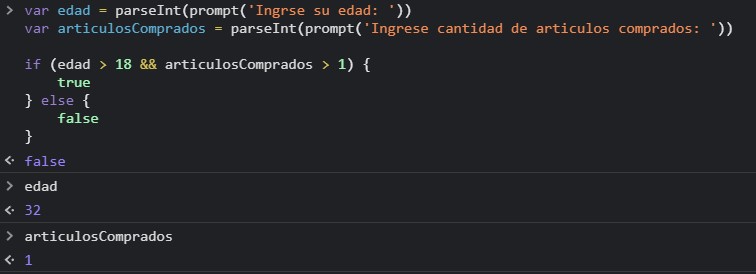 > var edad = parseInt(prompt('Ingrse su edad: '))
var articulosComprados = parseInt(prompt('Ingrese cantidad de articulos comprados: '))
if (edad > 18 && articulosComprados > 1) {
true
} else {
false
}
false
> edad
32
> articulosComprados
1